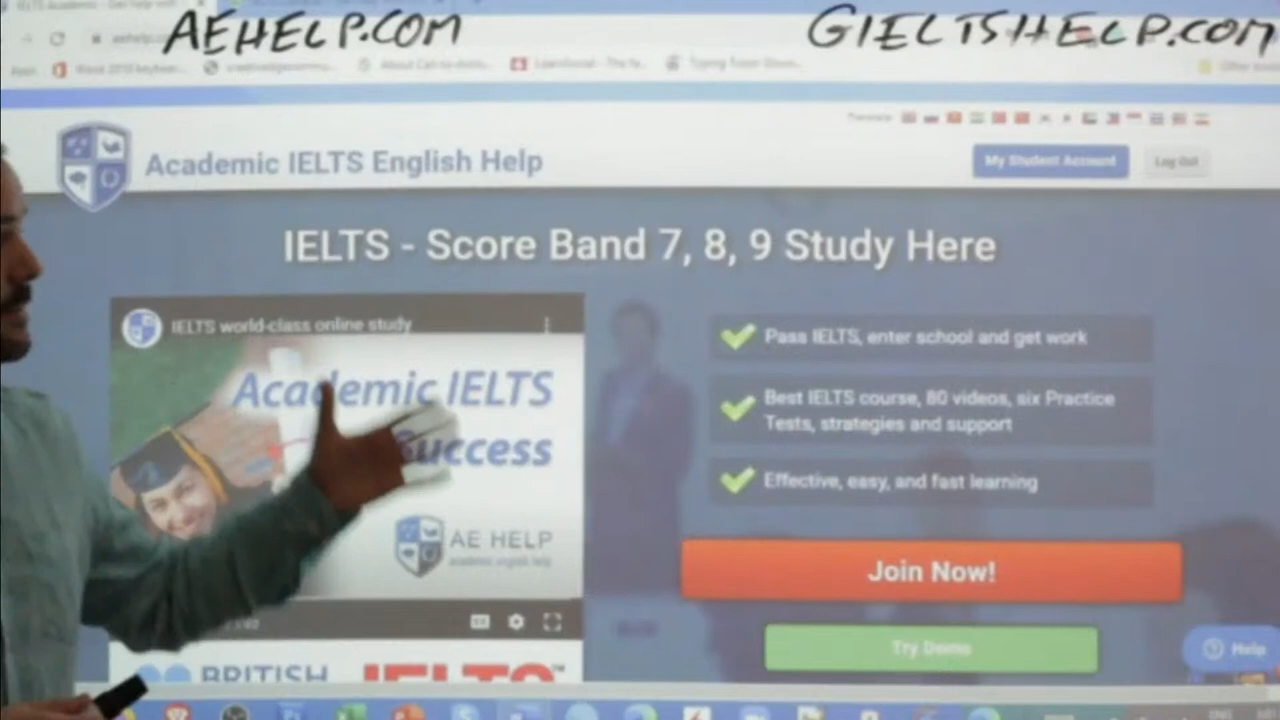 AEHELP.COM
GIELTSHELP.COM
Academic IELTS English Help
My Student Account
Log Out
IELTS - Score Band 7, 8, 9 Study Here
IELTS world-class online study
Academic IELTS
Success
AE HELP
academic english help
Pass IELTS, enter school and get work
Best IELTS course, 80 videos, six Practice
Tests, strategies and support
Effective, easy, and fast learning
Join Now!
Try Demo
Help
BRITISH
IELTS™